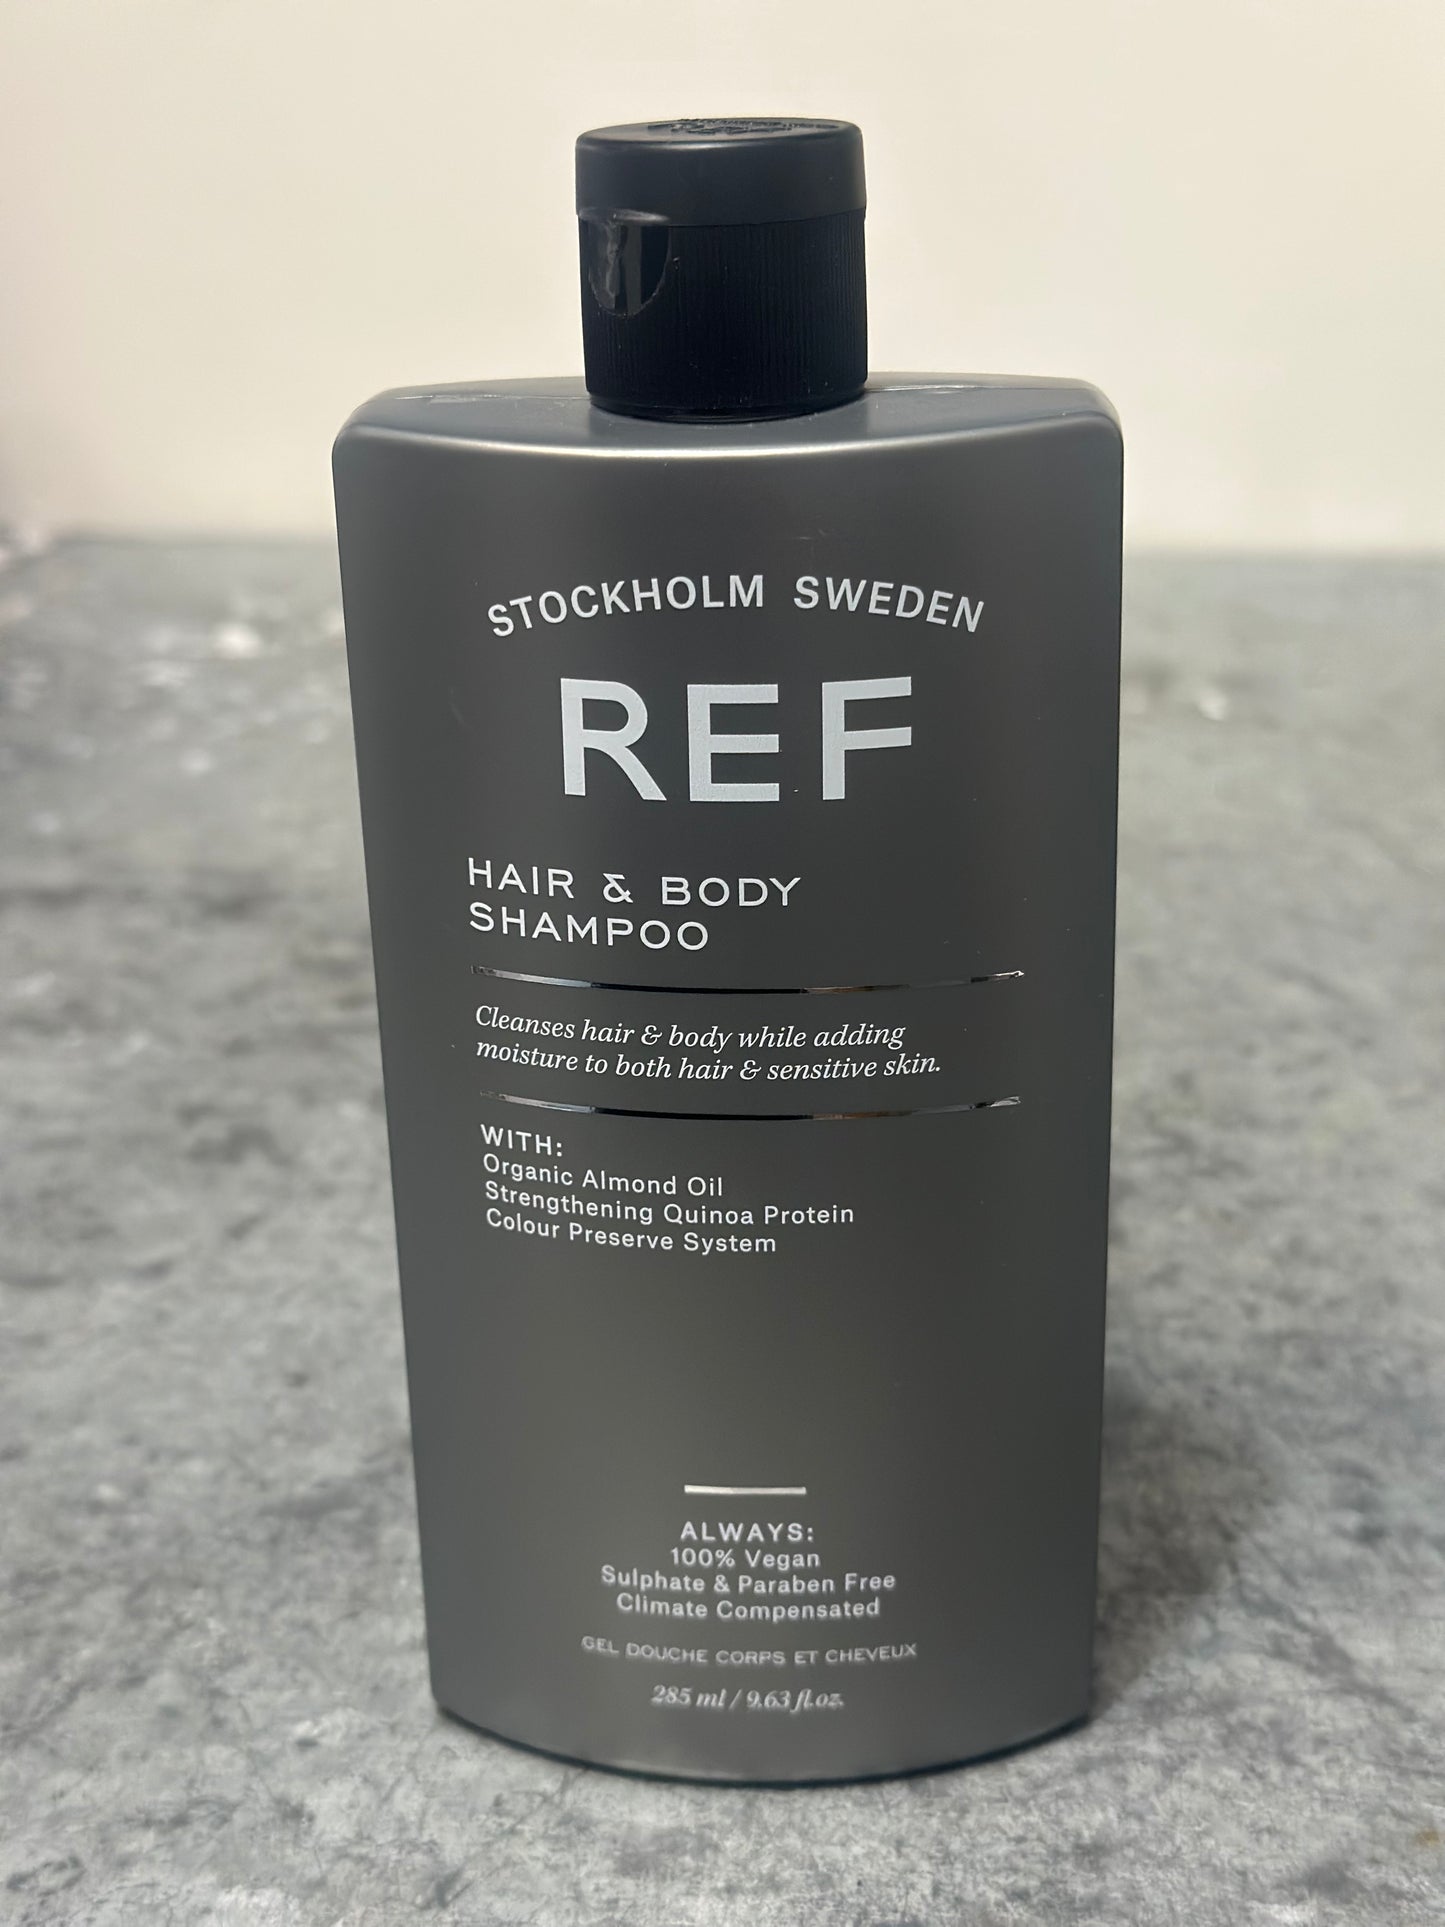 STOCKHOLM SWEDEN
REF
HAIR & BODY
SHAMPOO
Cleanses hair & body while adding
moisture to both hair & sensitive skin.
WITH:
Organic Almond Oil
Strengthening Quinoa Protein
Colour Preserve System
ALWAYS:
100% Vegan
Sulphate & Paraben Free
Climate Compensated
GEL DOUCHE CORPS ET CHEVEUX
285 ml / 9.63 fl.oz.